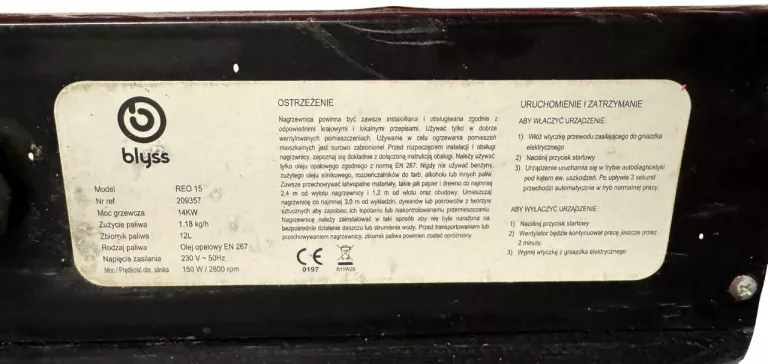 blyss
Model REO 15
Nr ref 209357
Moc grzewcza 14KW
Zużycie paliwa 1.18 kg/h
Zbiornik paliwa 12L
Rodzaj paliwa Olej opałowy EN 267
Napięcie zasilania 230 V ~ 50Hz
Moc / Prędkość obr. silnika 150 W / 2800 rpm
OSTRZEŻENIE
Nagrzewnica powinna być zawsze instalowana i obsługiwana zgodnie z
odpowiednimi krajowymi i lokalnymi przepisami. Używać tylko w dobrze
wentylowanych pomieszczeniach. Używanie w celu ogrzewania pomieszczeń
mieszkalnych jest surowo zabronione! Przed rozpoczęciem instalacji i obsługi
nagrzewnicy, zapoznaj się dokładnie z dołączoną instrukcją obsługi. Należy używać
tylko oleju opałowego zgodnego z normą EN 267. Nigdy nie używać benzyny,
zużytego oleju silnikowego, rozcieńczalników do farb, alkoholu lub innych paliw.
Zawsze przechowywać łatwopalne materiały, takie jak papier i drewno co najmniej
2,4 m od wylotu nagrzewnicy i 1,2 m od wlotu oraz obudowy. Umieszczać
nagrzewnicę co najmniej 3,0 m od wykładzin, dywanów lub pokrowców z tworzyw
sztucznych aby zapobiec ich łopotaniu lub niekontrolowanemu przemieszczaniu.
Nagrzewnicę należy zainstalować w taki sposób aby nie była narażona na
bezpośrednie działanie deszczu lub strumienia wody. Przed transportowaniem lub
przechowywaniem nagrzewnicy, zbiornik paliwa powinien zostać opróżniony
CE
0197
URUCHOMIENIE I ZATRZYMANIE
ABY WŁĄCZYĆ URZĄDZENIE:
1) Włóż wtyczkę przewodu zasilającego do gniazdka
elektrycznego
2) Naciśnij przycisk startowy
3) Urządzenie uruchamia się w trybie autodiagnostyki
pod kątem ew. uszkodzeń. Po upływie 3 sekund
przechodzi automatycznie w tryb normalnej pracy.
ABY WYŁĄCZYĆ URZĄDZENIE:
1) Naciśnij przycisk startowy
2) Wentylator będzie kontynuował pracę jeszcze przez
2 minuty.
3) Wyjmij wtyczkę z gniazdka elektrycznego